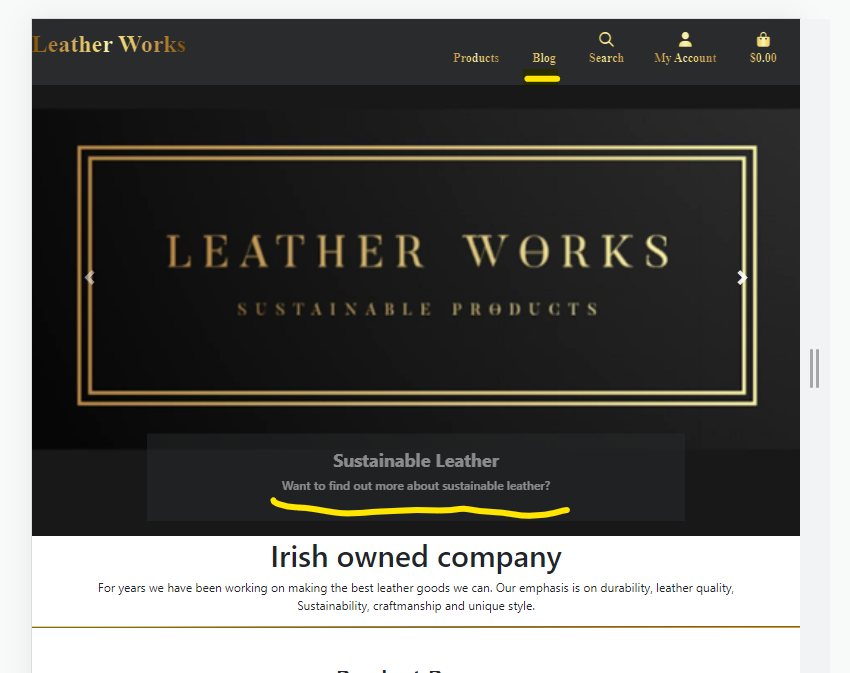 Leather Works
Products Blog Search My Account $0.00
LEATHER WORKS
SUSTAINABLE PRODUCTS
Sustainable Leather
Want to find out more about sustainable leather?
Irish owned company
For years we have been working on making the best leather goods we can. Our emphasis is on durability, leather quality,
Sustainability, craftmanship and unique style.